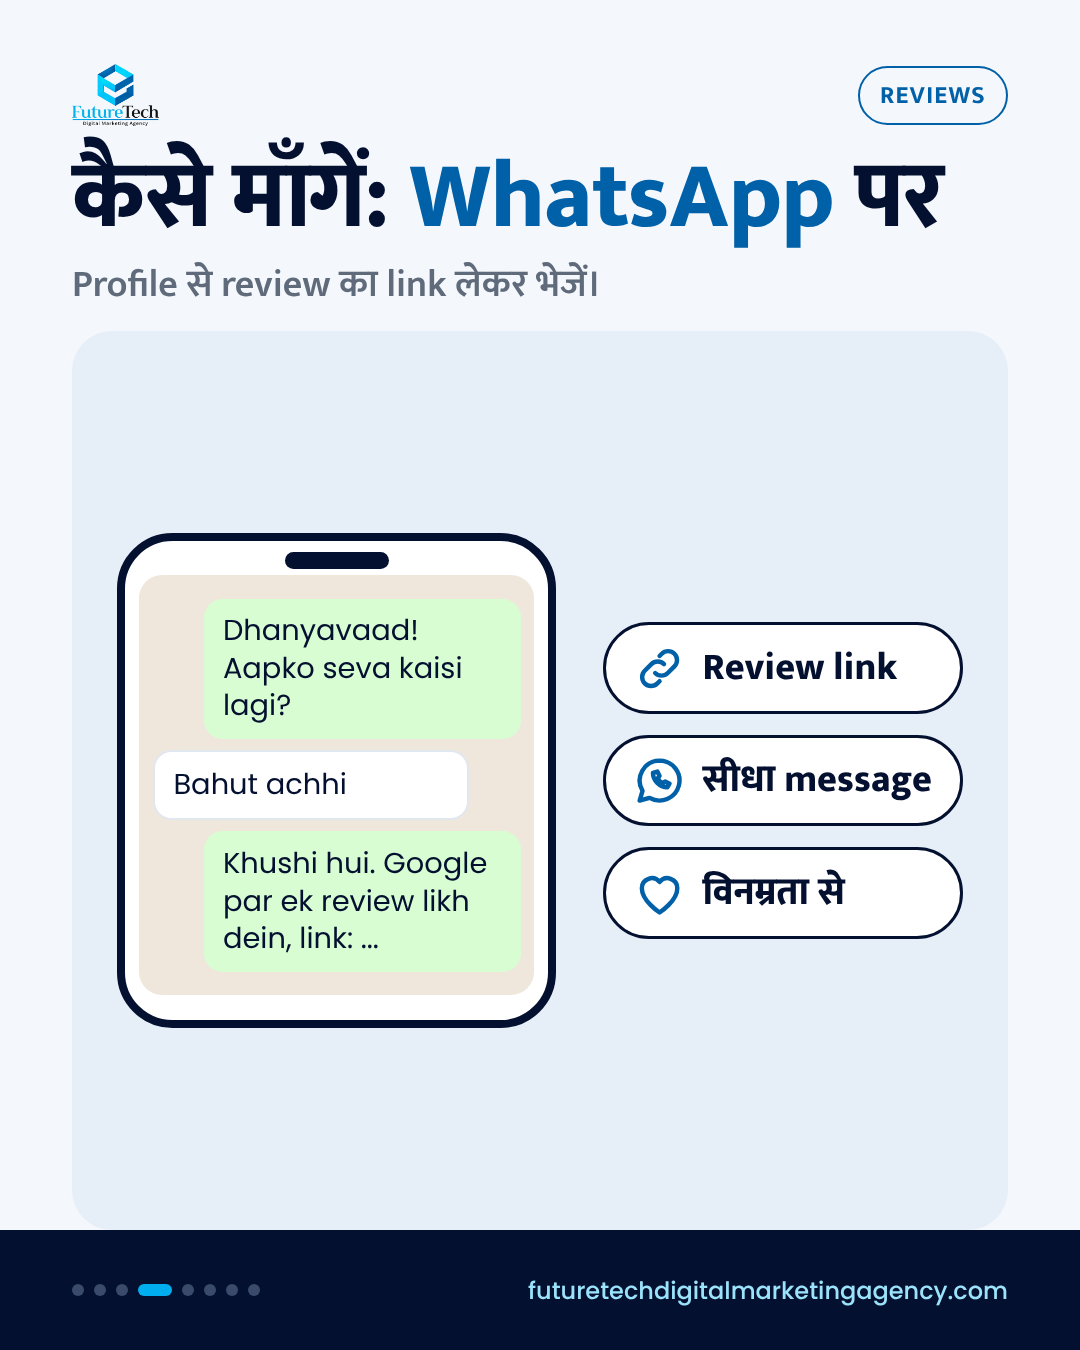 FutureTech
Digital Marketing Agency
REVIEWS
कैसे माँगें: WhatsApp पर
Profile से review का link लेकर भेजें।
Dhanyavaad!
Aapko seva kaisi
lagi?
Bahut achhi
Khushi hui. Google
par ek review likh
dein, link: ...
Review link
सीधा message
विनम्रता से
futuretechdigitalmarketingagency.com